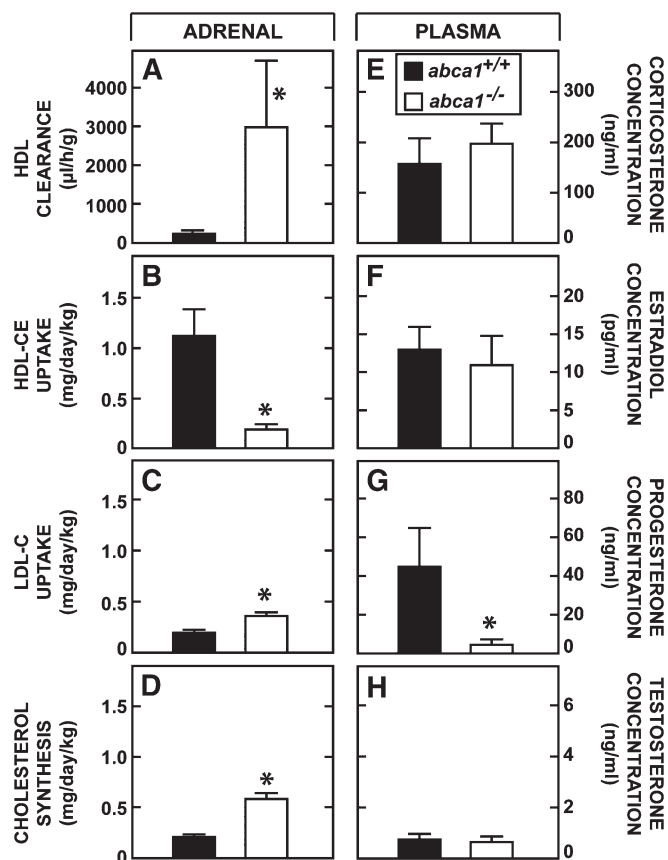 ADRENAL
PLASMA
A
HDL
CLEARANCE
(µl/h/g)
4000
3000
2000
1000
0
*
E
abca1+/+
abca1-/-
300
200
100
0
CORTICOSTERONE
CONCENTRATION
(ng/ml)
B
HDL-CE
UPTAKE
(mg/day/kg)
1.5
1.0
0.5
0
*
F
20
15
10
5
0
ESTRADIOL
CONCENTRATION
(pg/ml)
C
LDL-C
UPTAKE
(mg/day/kg)
1.5
1.0
0.5
0
*
G
80
60
40
20
0
*
PROGESTERONE
CONCENTRATION
(ng/ml)
D
CHOLESTEROL
SYNTHESIS
(mg/day/kg)
1.5
1.0
0.5
0
*
H
6
4
2
0
TESTOSTERONE
CONCENTRATION
(ng/ml)